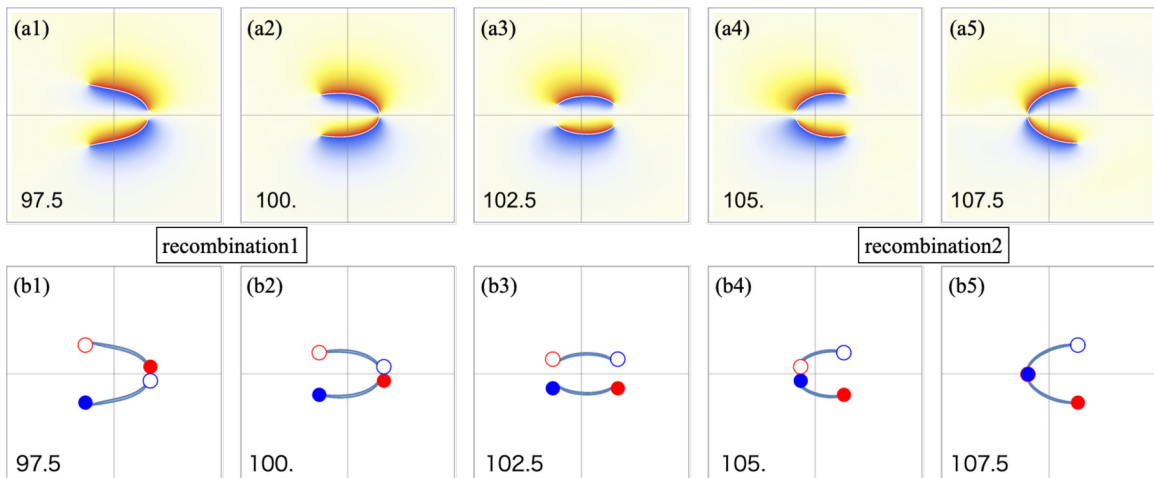 (a1) (a2) (a3) (a4) (a5)
97.5 100. 102.5 105. 107.5
recombination1 recombination2
(b1) (b2) (b3) (b4) (b5)
97.5 100. 102.5 105. 107.5